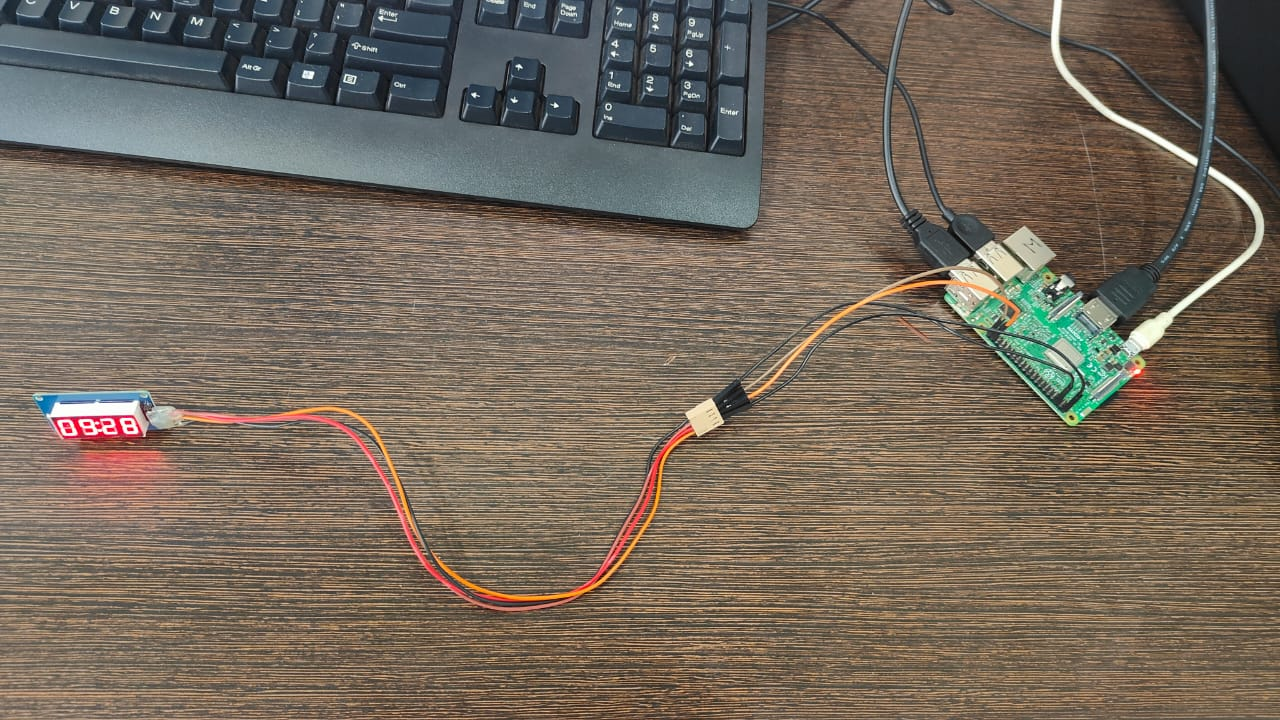 Delete End Page Down
7 Home 8 9 PgUp
Enter
4 5 6 +
C V B N M < > ? Shift
1 End 2 3 PgDn
Alt Gr Ctrl
0 Ins Del Enter
09:28